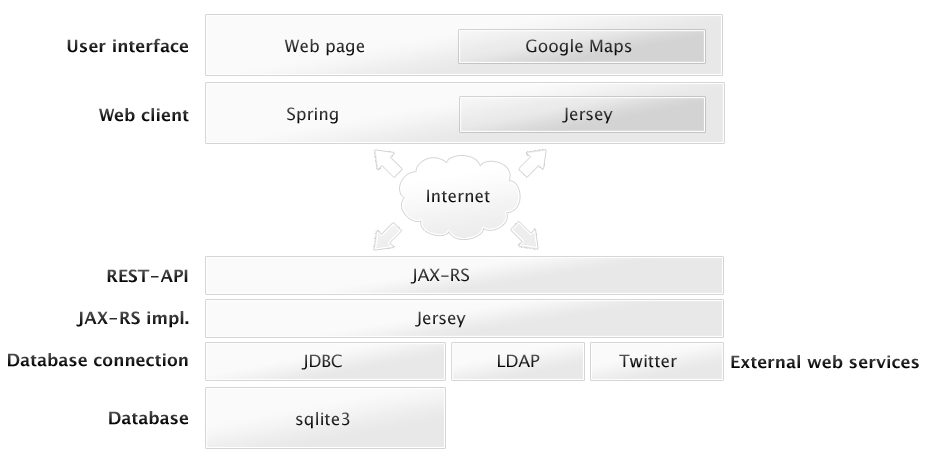 User interface
Web page
Google Maps
Web client
Spring
Jersey
Internet
REST-API
JAX-RS
JAX-RS impl.
Jersey
Database connection
JDBC
LDAP
Twitter
External web services
Database
sqlite3